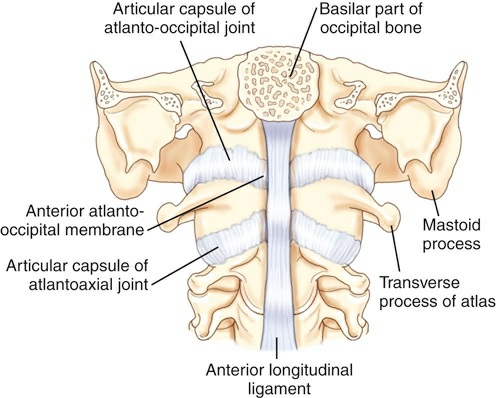 Articular capsule of
atlanto-occipital joint
Basilar part of
occipital bone
Anterior atlanto-
occipital membrane
Articular capsule of
atlantoaxial joint
Mastoid
process
Transverse
process of atlas
Anterior longitudinal
ligament